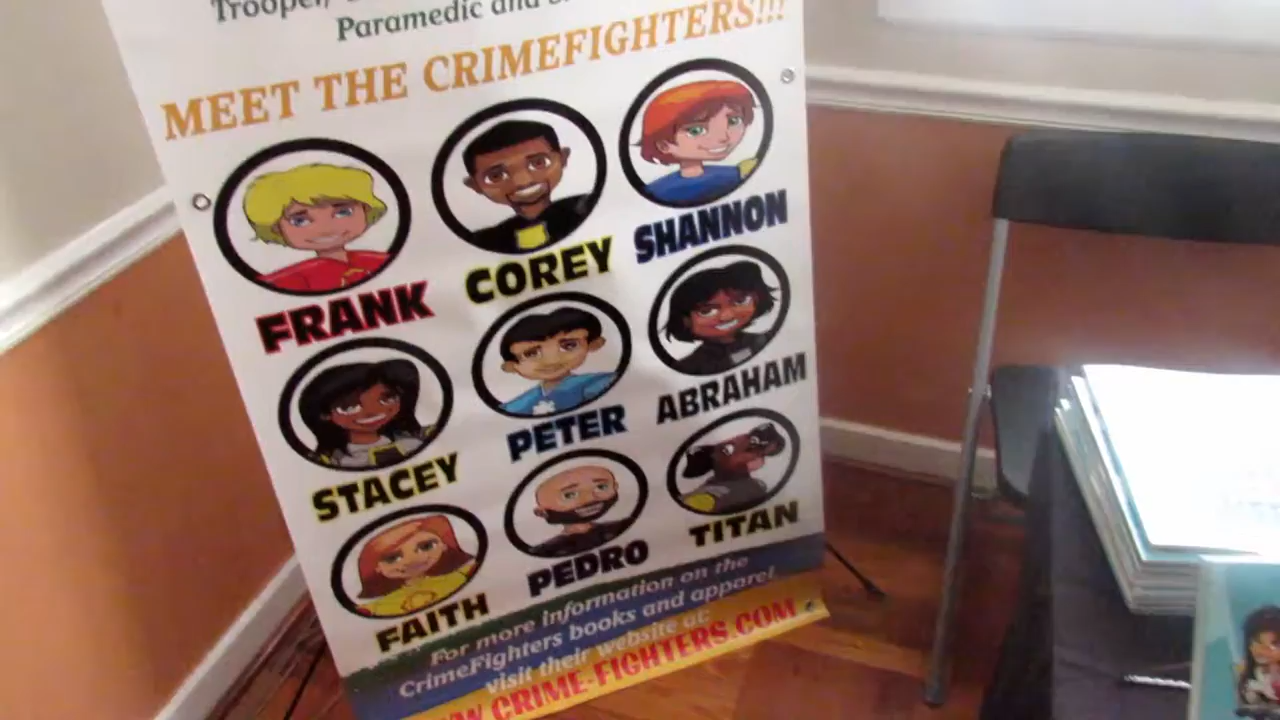 Trooper,
Paramedic and
MEET THE CRIMEFIGHTERS!!!
FRANK
COREY
SHANNON
STACEY
PETER
ABRAHAM
FAITH
PEDRO
TITAN
For more information on the
CrimeFighters books and apparel
visit their website at:
CRIME-FIGHTERS.COM